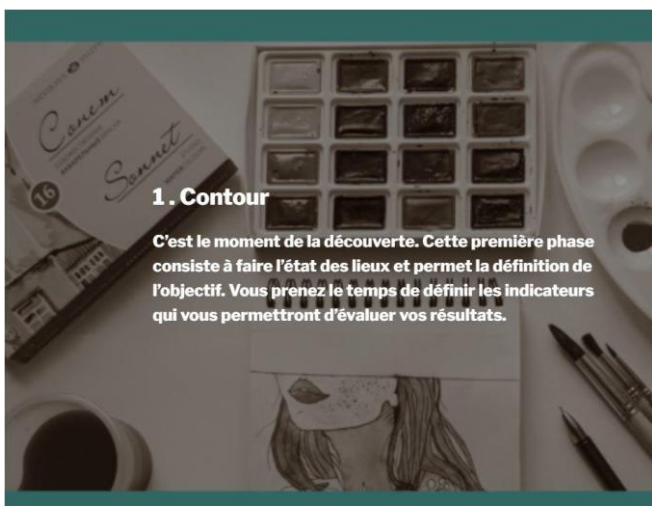 Сонет
Sonnet
16
1. Contour
C'est le moment de la découverte. Cette première phase
consiste à faire l'état des lieux et permet la définition de
l'objectif. Vous prenez le temps de définir les indicateurs
qui vous permettront d'évaluer vos résultats.